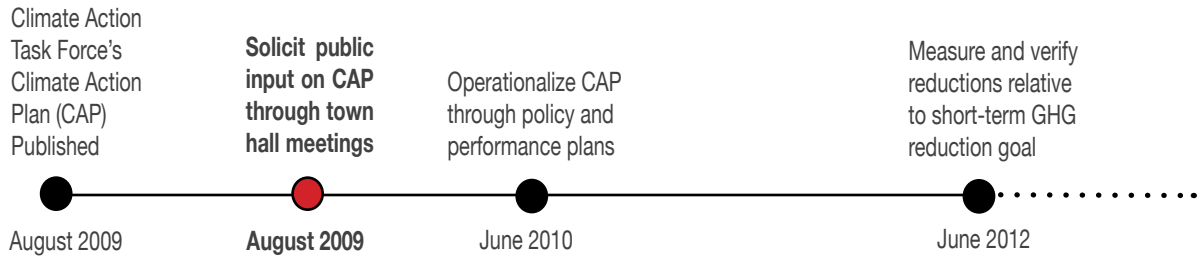 Climate Action
Task Force's
Climate Action
Plan (CAP)
Published
August 2009
Solicit public
input on CAP
through town
hall meetings
August 2009
Operationalize CAP
through policy and
performance plans
June 2010
Measure and verify
reductions relative
to short-term GHG
reduction goal
June 2012